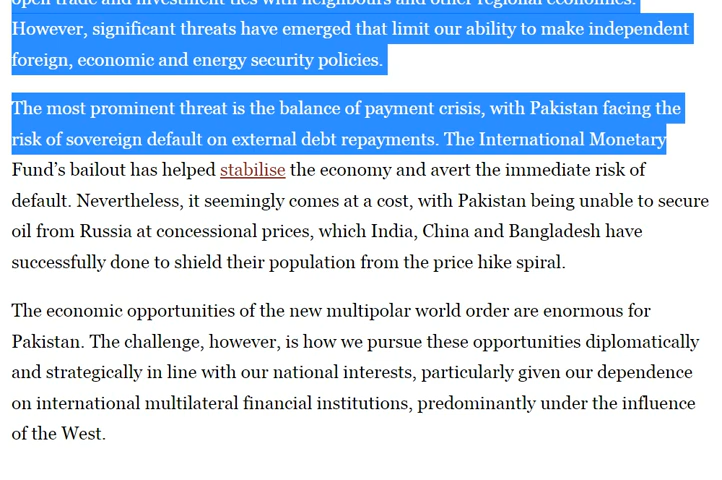 open trade and investment ties with neighbours and other regional economies.
However, significant threats have emerged that limit our ability to make independent
foreign, economic and energy security policies.
The most prominent threat is the balance of payment crisis, with Pakistan facing the
risk of sovereign default on external debt repayments. The International Monetary
Fund’s bailout has helped stabilise the economy and avert the immediate risk of
default. Nevertheless, it seemingly comes at a cost, with Pakistan being unable to secure
oil from Russia at concessional prices, which India, China and Bangladesh have
successfully done to shield their population from the price hike spiral.
The economic opportunities of the new multipolar world order are enormous for
Pakistan. The challenge, however, is how we pursue these opportunities diplomatically
and strategically in line with our national interests, particularly given our dependence
on international multilateral financial institutions, predominantly under the influence
of the West.